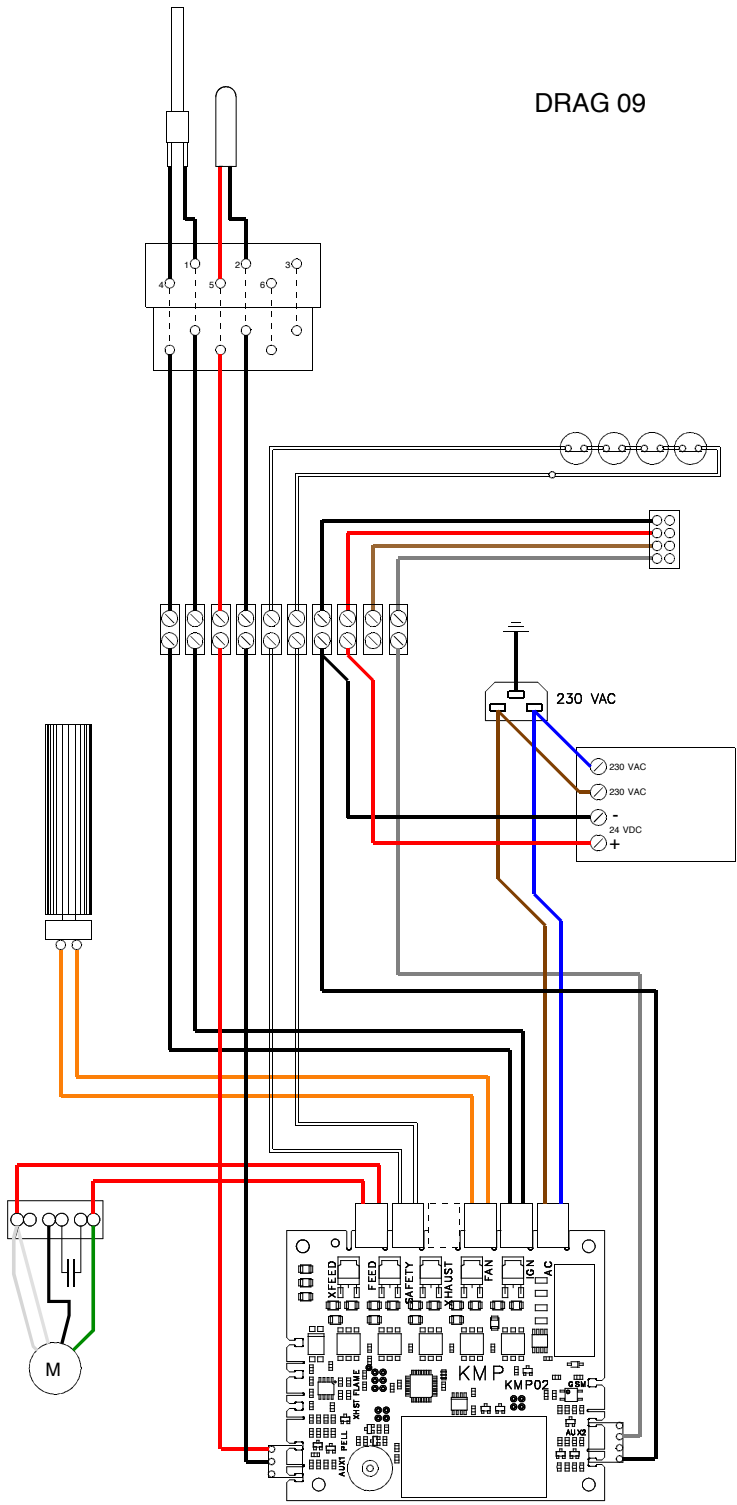 DRAG 09
1
2
3
4
5
6
230 VAC
230 VAC
230 VAC
-
24 VDC
+
M
XFEED
FEED
SAFETY
XHAUST
FAN
IGN
AC
KMP
KMP02
GSM
XHST FLAME
AUX1 PELL
AUX2